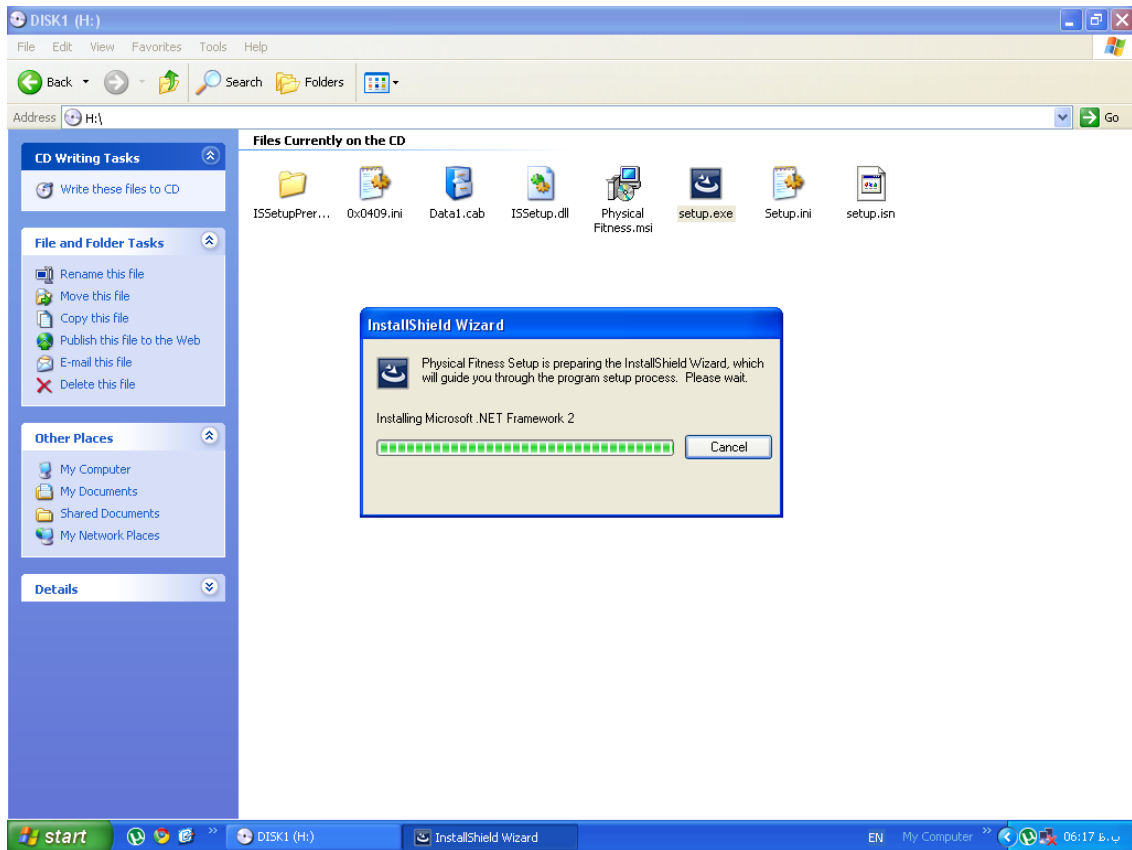 DISK1 (H:)
File Edit View Favorites Tools Help
Back Search Folders
Address H:\ Go
Files Currently on the CD
CD Writing Tasks
Write these files to CD
ISSetupPrer... 0x0409.ini Data1.cab ISSetup.dll Physical Fitness.msi setup.exe Setup.ini setup.isn
File and Folder Tasks
Rename this file
Move this file
Copy this file
Publish this file to the Web
E-mail this file
Delete this file
Other Places
My Computer
My Documents
Shared Documents
My Network Places
Details
InstallShield Wizard
Physical Fitness Setup is preparing the InstallShield Wizard, which
will guide you through the program setup process. Please wait.
Installing Microsoft .NET Framework 2
Cancel
start DISK1 (H:) InstallShield Wizard EN My Computer 06:17 ب.ظ